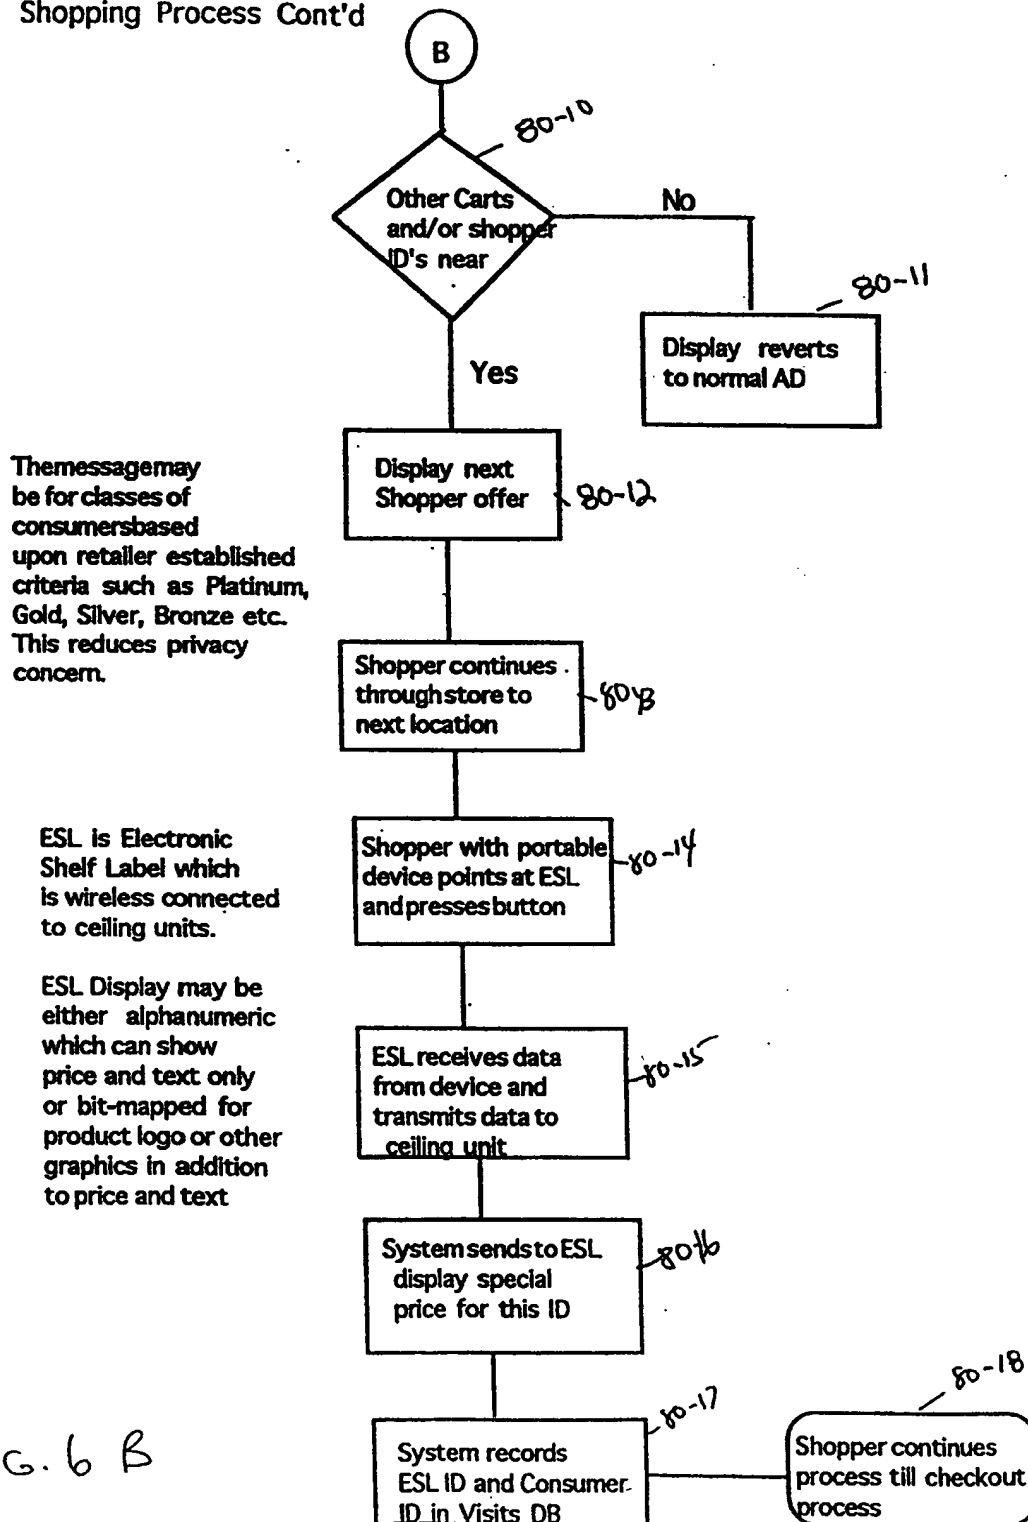 Shopping Process Cont'd
B
80-10
Other Carts
and/or shopper
ID's near
No
80-11
Display reverts
to normal AD
Yes
Display next
Shopper offer
80-12
Themessagemay
be for classes of
consumersbased
upon retailer established
criteria such as Platinum,
Gold, Silver, Bronze etc.
This reduces privacy
concern.
Shopper continues
through store to
next location
80-13
ESL is Electronic
Shelf Label which
is wireless connected
to ceiling units.
Shopper with portable
device points at ESL
and presses button
80-14
ESL Display may be
either alphanumeric
which can show
price and text only
or bit-mapped for
product logo or other
graphics in addition
to price and text
ESL receives data
from device and
transmits data to
ceiling unit
80-15
System sends to ESL
display special
price for this ID
80-16
System records
ESL ID and Consumer
ID in Visits DB
80-17
80-18
Shopper continues
process till checkout
process
G. 6 B